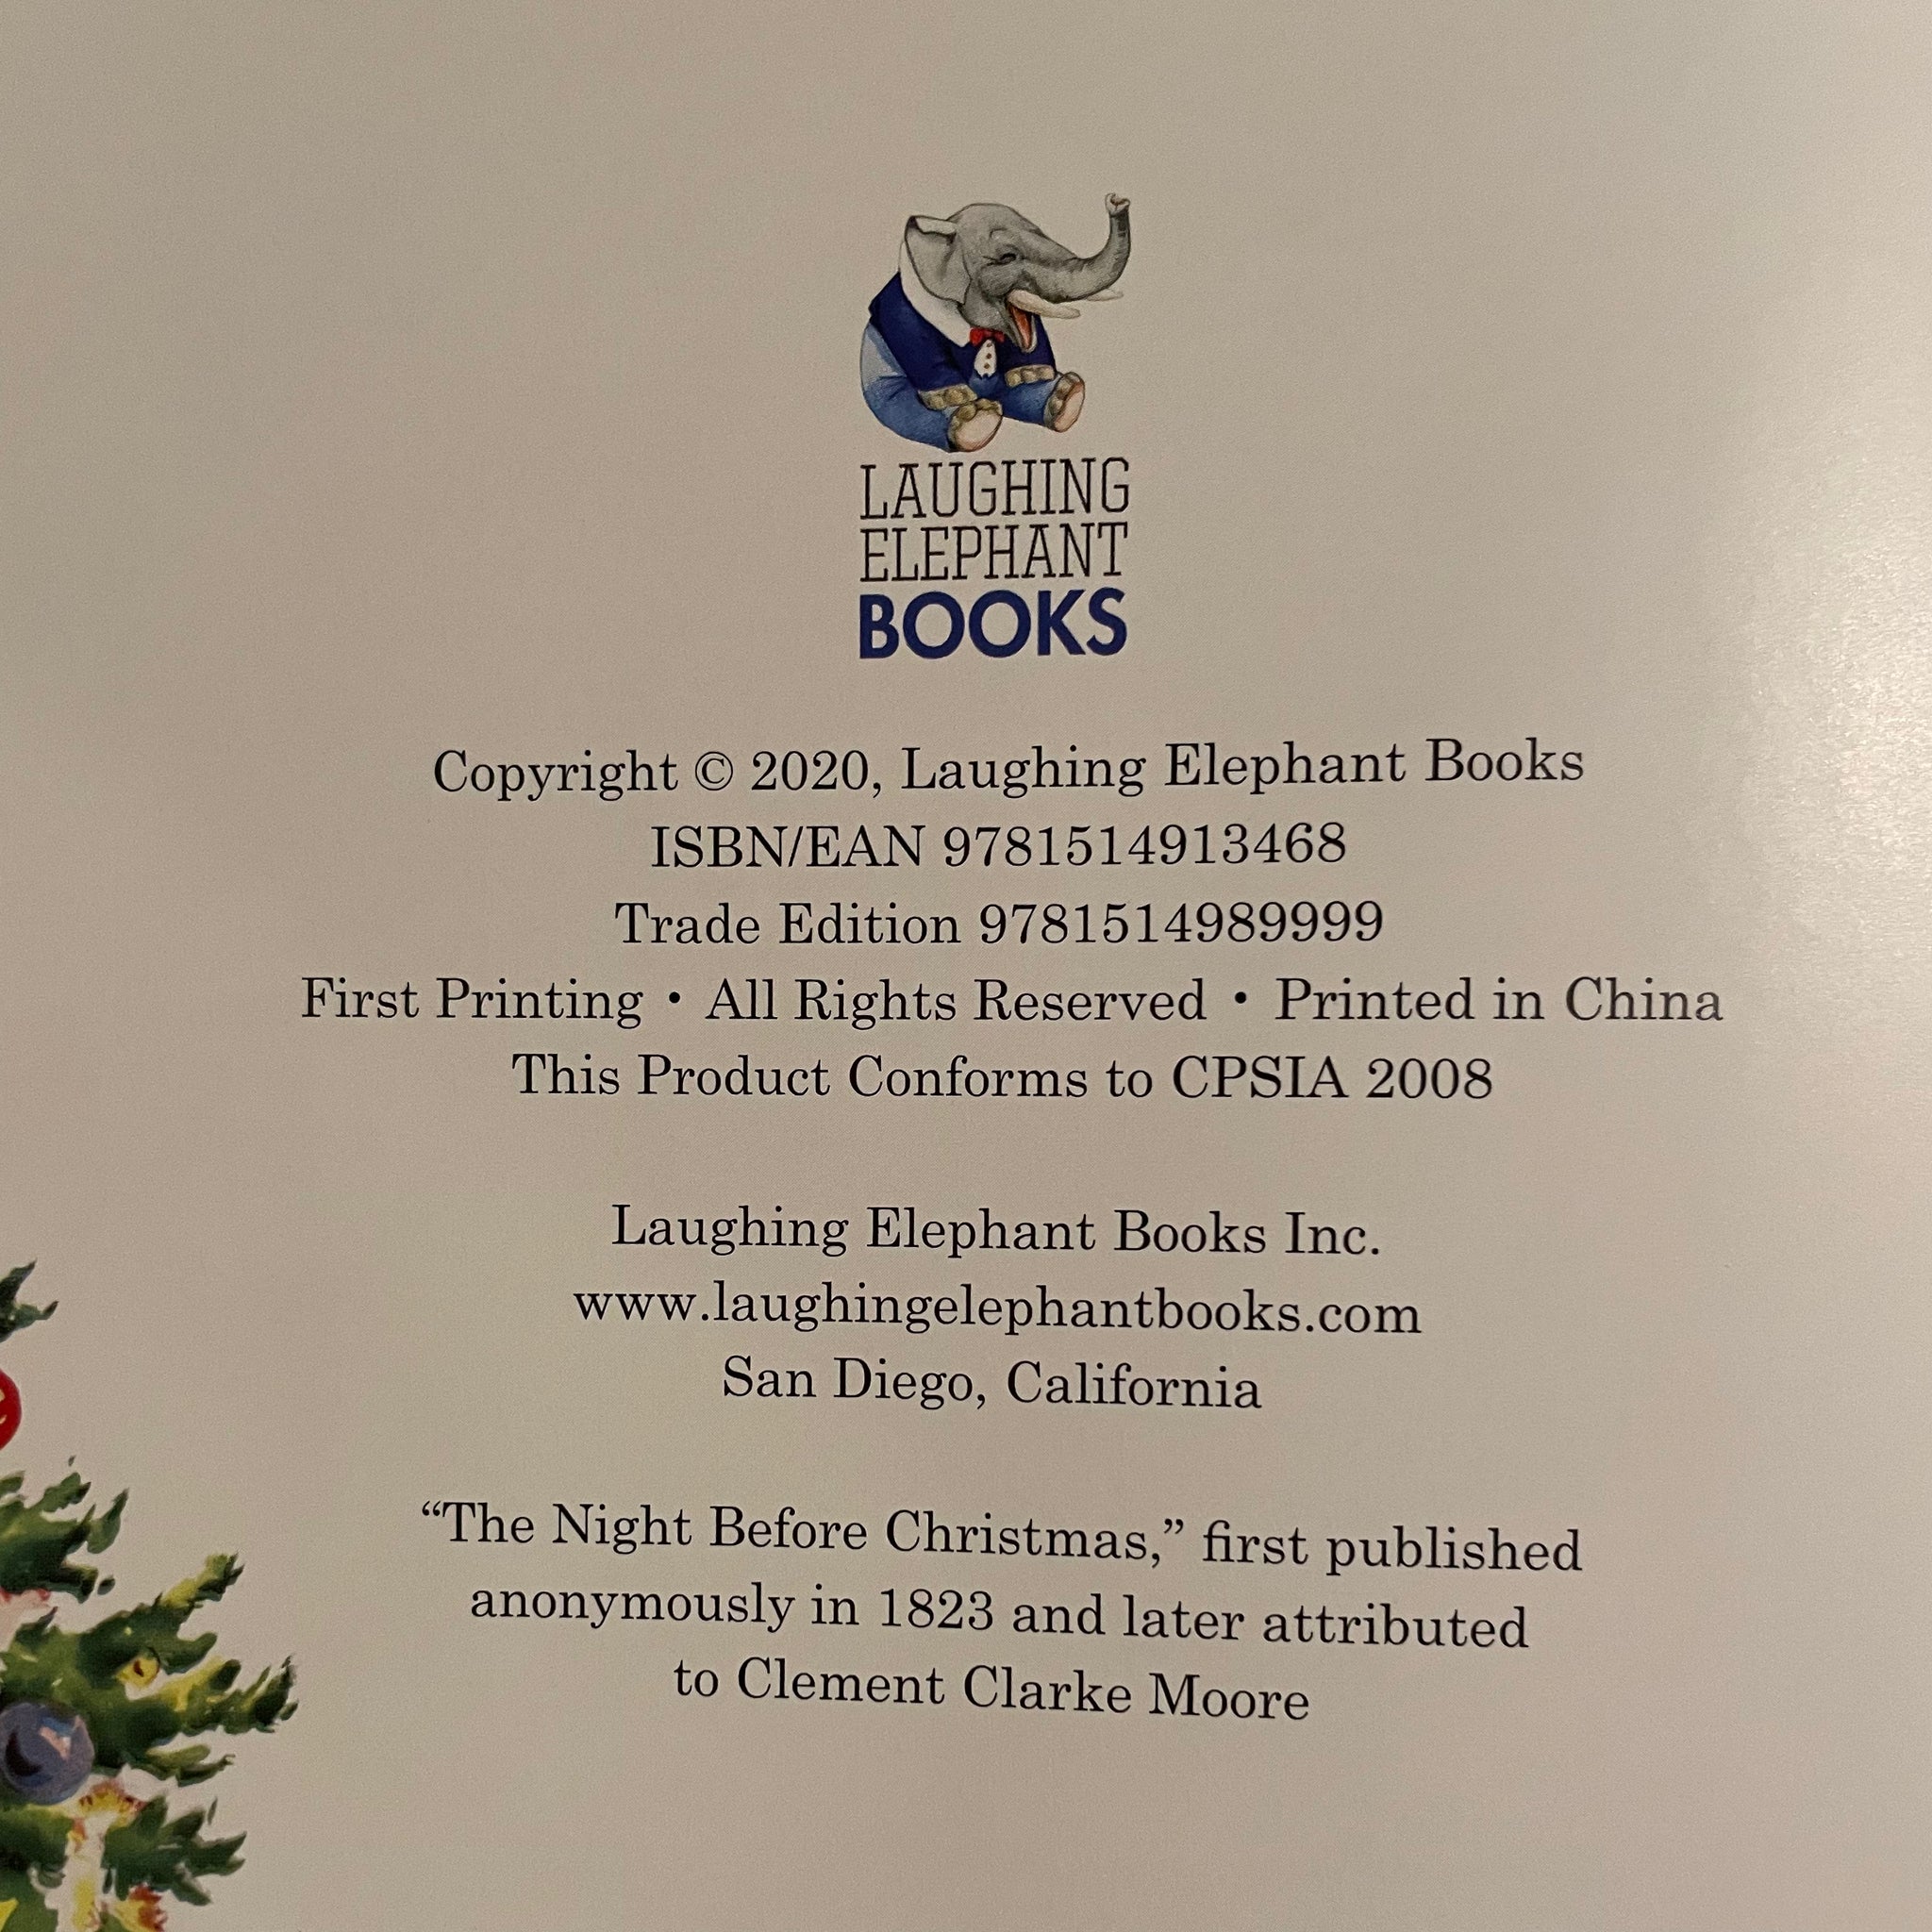 LAUGHING
ELEPHANT
BOOKS
Copyright © 2020, Laughing Elephant Books
ISBN/EAN 9781514913468
Trade Edition 9781514989999
First Printing • All Rights Reserved • Printed in China
This Product Conforms to CPSIA 2008
Laughing Elephant Books Inc.
www.laughingelephantbooks.com
San Diego, California
“The Night Before Christmas,” first published
anonymously in 1823 and later attributed
to Clement Clarke Moore